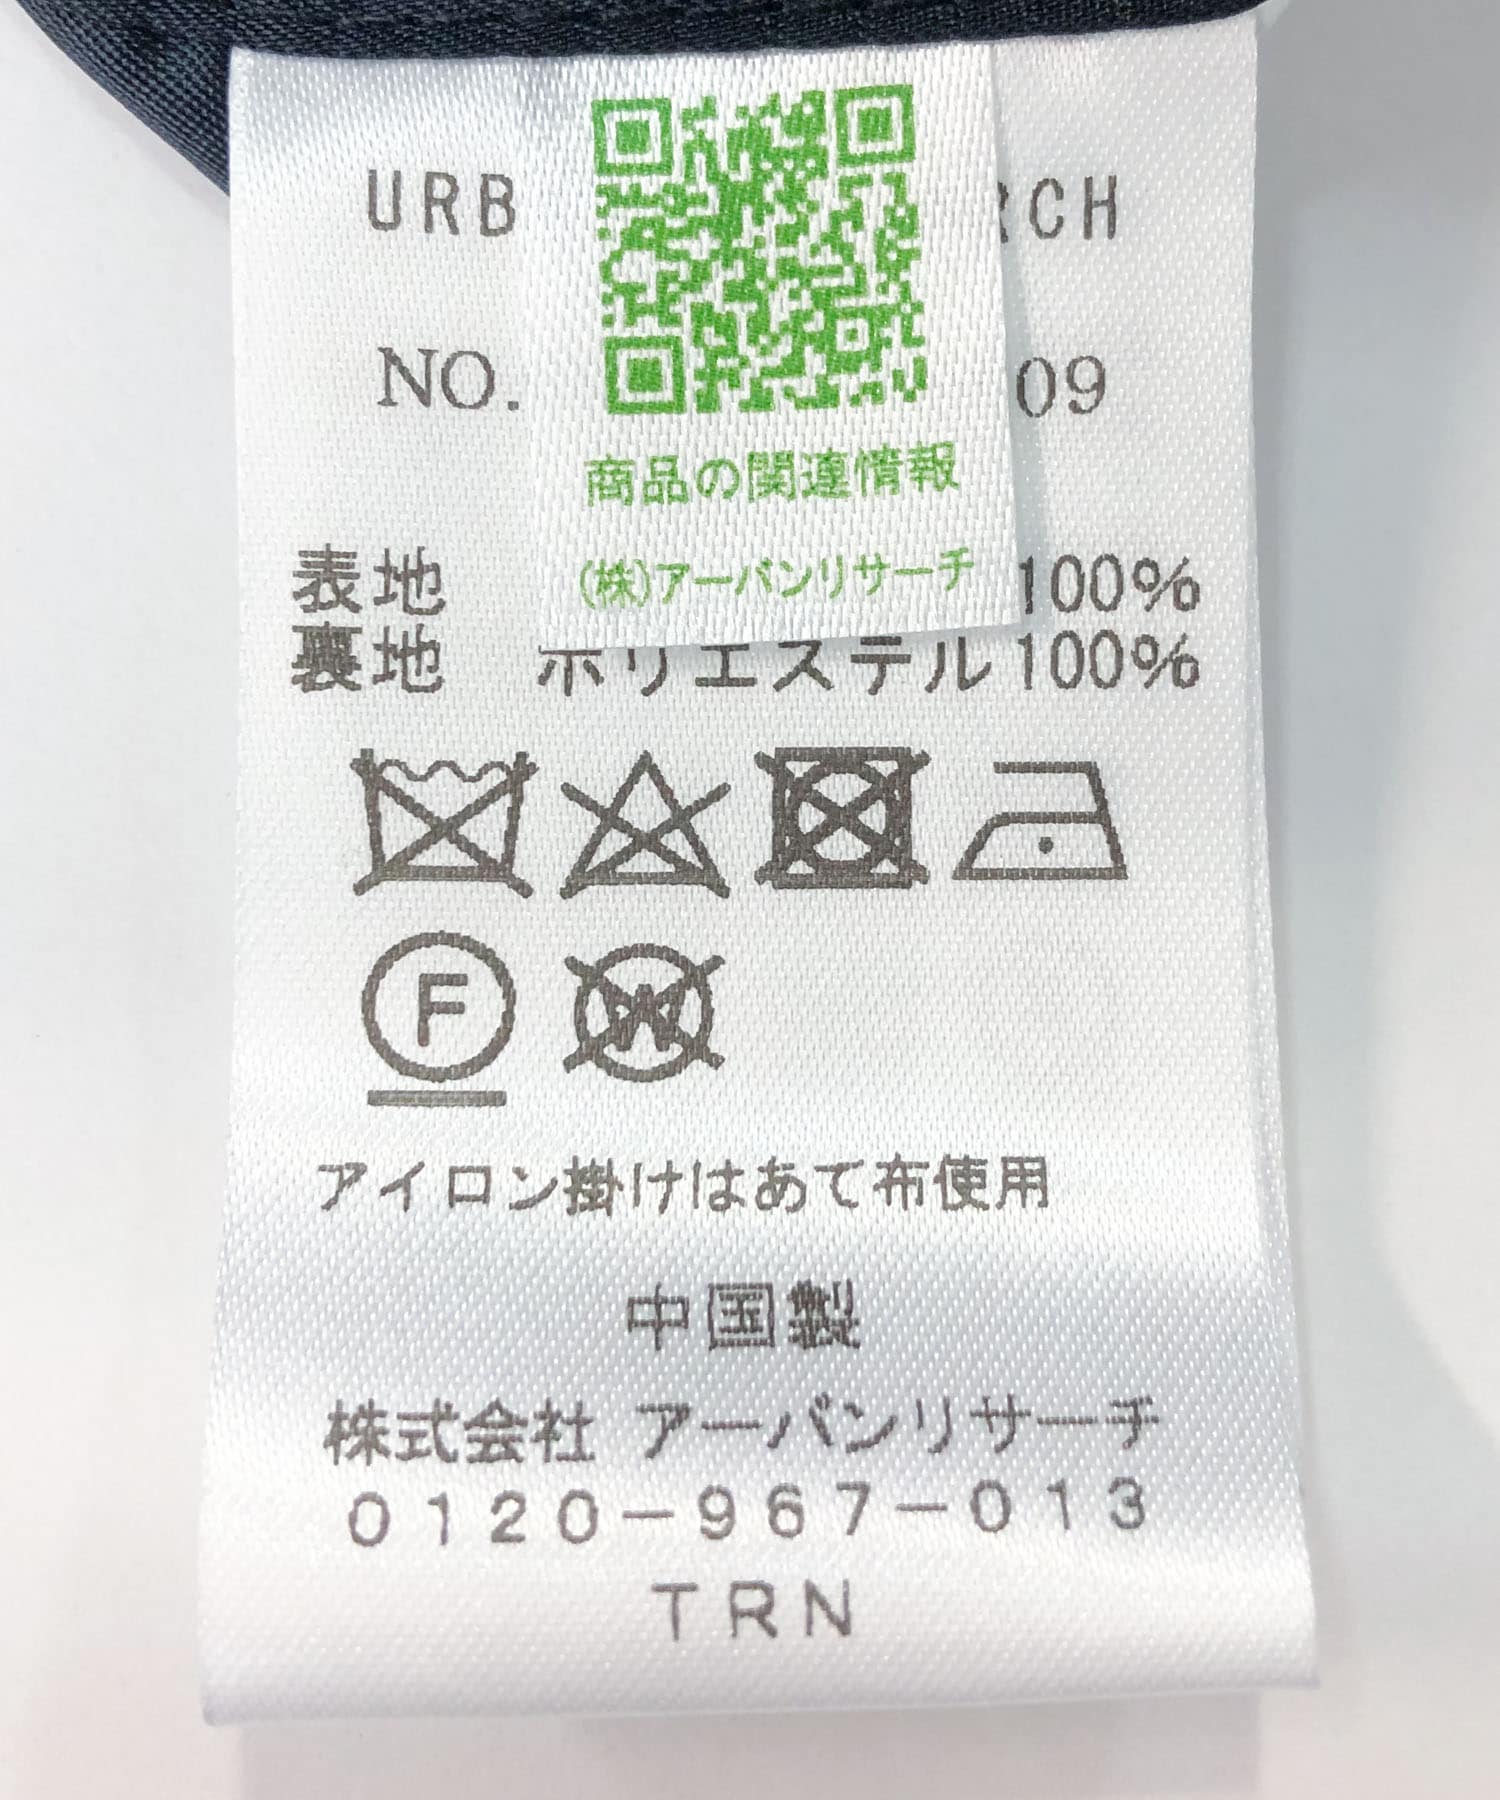 URB RCH
NO. 09
商品の関連情報
(株)アーバンリサーチ
表地 100%
裏地 ポリエステル100%
F
W
アイロン掛けはあて布使用
中国製
株式会社 アーバンリサーチ
0120-967-013
TRN